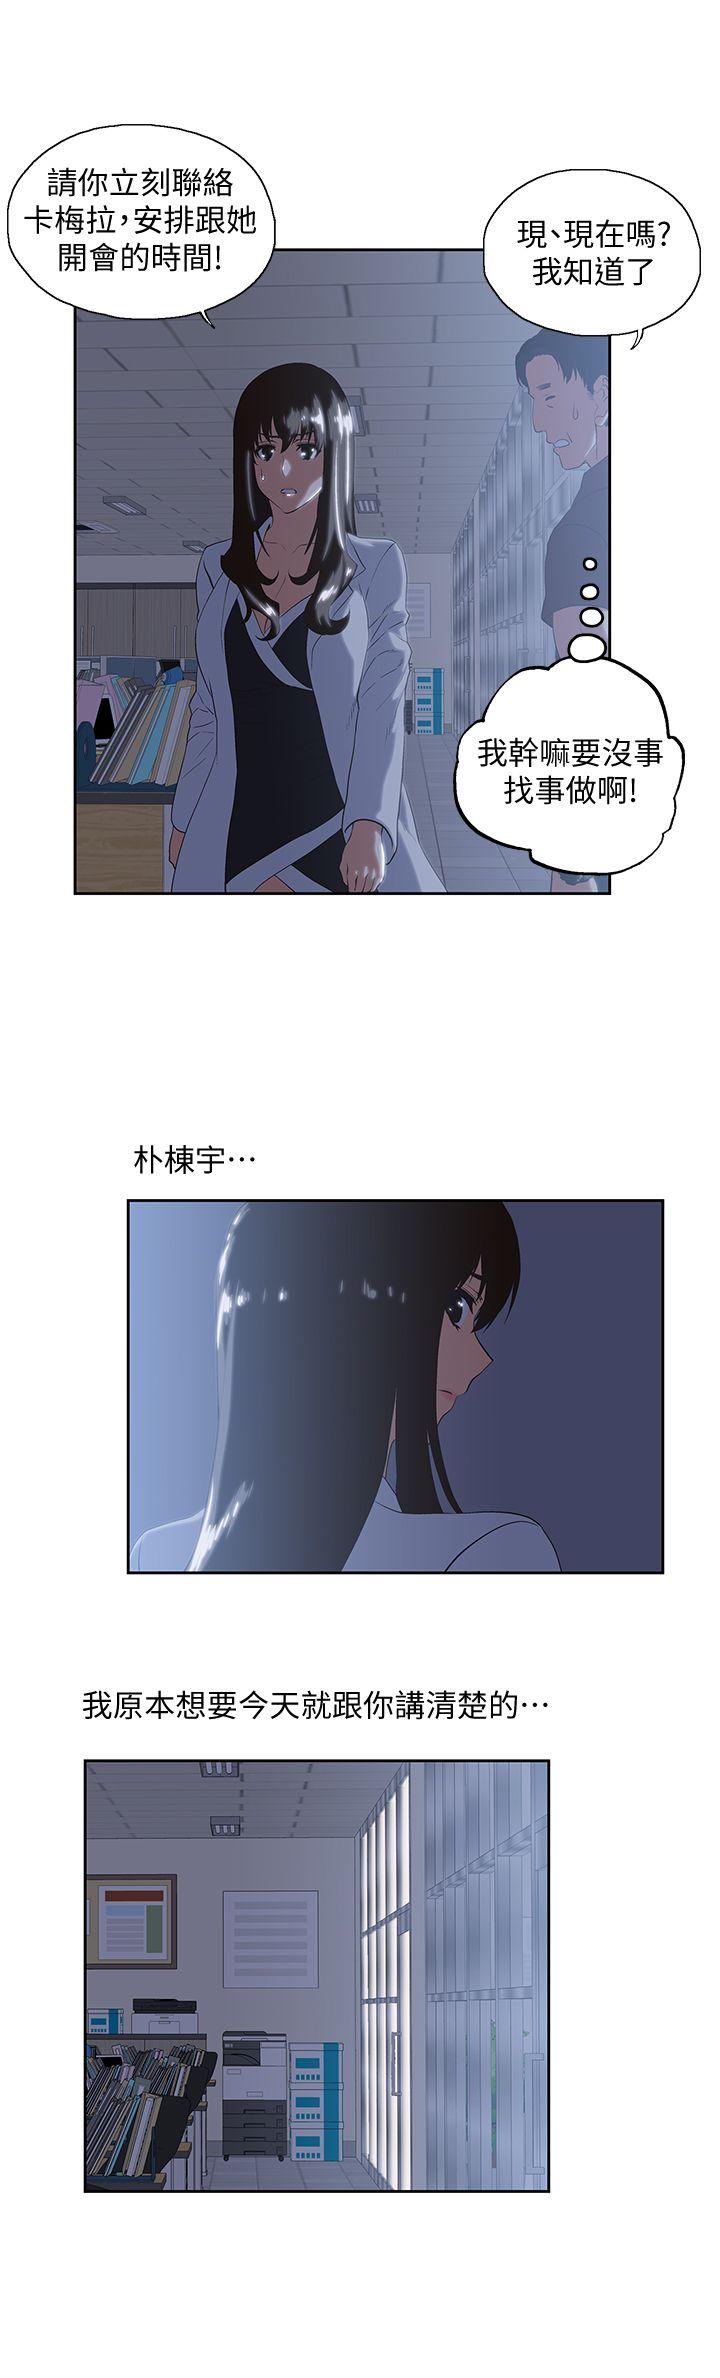 請你立刻聯絡
卡梅拉,安排跟她
開會的時間!
現、現在嗎?
我知道了
我幹嘛要沒事
找事做啊!
朴棟宇⋯
我原本想要今天就跟你講清楚的⋯